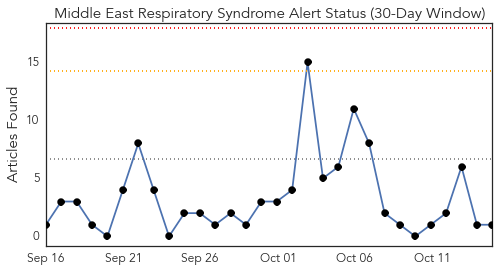 Middle East Respiratory Syndrome Alert Status (30-Day Window)
Articles Found
15
10
5
0
Sep 16 Sep 21 Sep 26 Oct 01 Oct 06 Oct 11